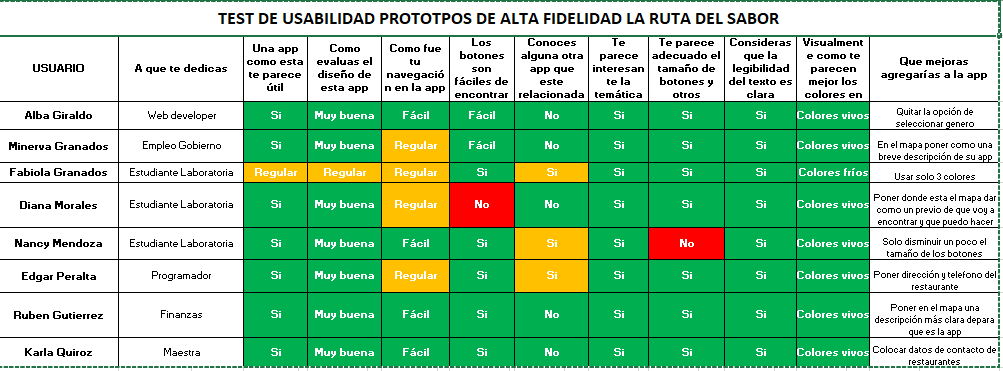 TEST DE USABILIDAD PROTOTPOS DE ALTA FIDELIDAD LA RUTA DEL SABOR
USUARIO
A que te dedicas
Una app
como esta
te parece
útil
Como
evaluas el
diseño de
esta app
Como fue
tu
navegació
n en la app
Los
botones
son
fáciles de
encontrar
Conoces
alguna otra
app que
este
relacionada
Te
parece
interesan
te la
temática
Te parece
adecuado el
tamaño de
botones y
otros
Consideras
que la
legibilidad
del texto es
clara
Visualment
e como te
parecen
mejor los
colores en
Que mejoras
agregarías a la app
Alba Giraldo
Web developer
Si
Muy buena
Fácil
Fácil
No
Si
Si
Si
Colores vivos
Quitar la opción de
seleccionar genero
Minerva Granados
Empleo Gobierno
Si
Muy buena
Regular
Fácil
No
Si
Si
Si
Colores vivos
En el mapa poner como una
breve descripción de su app
Fabiola Granados
Estudiante Laboratoria
Regular
Regular
Regular
Si
Si
Si
Si
Si
Colores fríos
Usar solo 3 colores
Diana Morales
Estudiante Laboratoria
Si
Muy buena
Regular
No
No
Si
Si
Si
Colores vivos
Poner donde esta el mapa dar
como un previo de que voy a
encontrar y que puedo hacer
Nancy Mendoza
Estudiante Laboratoria
Si
Muy buena
Fácil
Si
Si
Si
No
Si
Colores vivos
Solo disminuir un poco el
tamaño de los botones
Edgar Peralta
Programador
Si
Muy buena
Regular
Si
Si
Si
Si
Si
Colores vivos
Poner dirección y telefono del
restaurante
Ruben Gutierrez
Finanzas
Si
Muy buena
Fácil
Si
No
Si
Si
Si
Colores vivos
Poner en el mapa una
descripción más clara depara
que es la app
Karla Quiroz
Maestra
Si
Muy buena
Fácil
Si
No
Si
Si
Si
Colores vivos
Colocar datos de contacto de
restaurantes